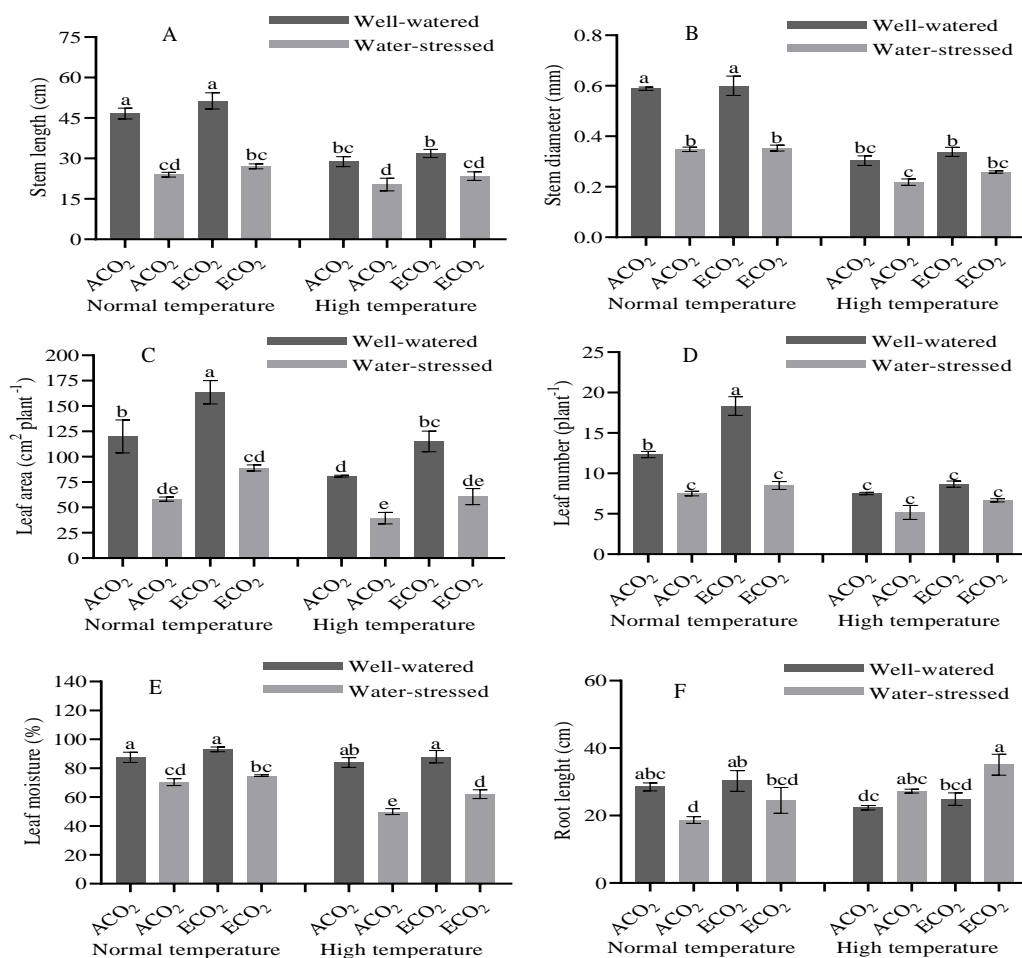 A
Well-watered
Water-stressed
Stem length (cm)
75
60
45
30
15
0
a
cd
a
bc
bc
d
b
cd
ACO₂
ACO₂
ECO₂
ECO₂
ACO₂
ACO₂
ECO₂
ECO₂
Normal temperature
High temperature
B
Well-watered
Water-stressed
Stem diameter (mm)
0.8
0.6
0.4
0.2
0.0
a
b
a
b
bc
c
b
bc
ACO₂
ACO₂
ECO₂
ECO₂
ACO₂
ACO₂
ECO₂
ECO₂
Normal temperature
High temperature
C
Well-watered
Water-stressed
Leaf area (cm² plant⁻¹)
200
175
150
125
100
75
50
25
0
b
de
a
cd
d
e
bc
de
ACO₂
ACO₂
ECO₂
ECO₂
ACO₂
ACO₂
ECO₂
ECO₂
Normal temperature
High temperature
D
Well-watered
Water-stressed
Leaf number (plant⁻¹)
25
20
15
10
5
0
b
c
a
c
c
c
c
c
ACO₂
ACO₂
ECO₂
ECO₂
ACO₂
ACO₂
ECO₂
ECO₂
Normal temperature
High temperature
E
Well-watered
Water-stressed
Leaf moisture (%)
140
120
100
80
60
40
20
0
a
cd
a
bc
ab
e
a
d
ACO₂
ACO₂
ECO₂
ECO₂
ACO₂
ACO₂
ECO₂
ECO₂
Normal temperature
High temperature
F
Well-watered
Water-stressed
Root lenght (cm)
60
40
20
0
abc
d
ab
bcd
dc
abc
bcd
a
ACO₂
ACO₂
ECO₂
ECO₂
ACO₂
ACO₂
ECO₂
ECO₂
Normal temperature
High temperature